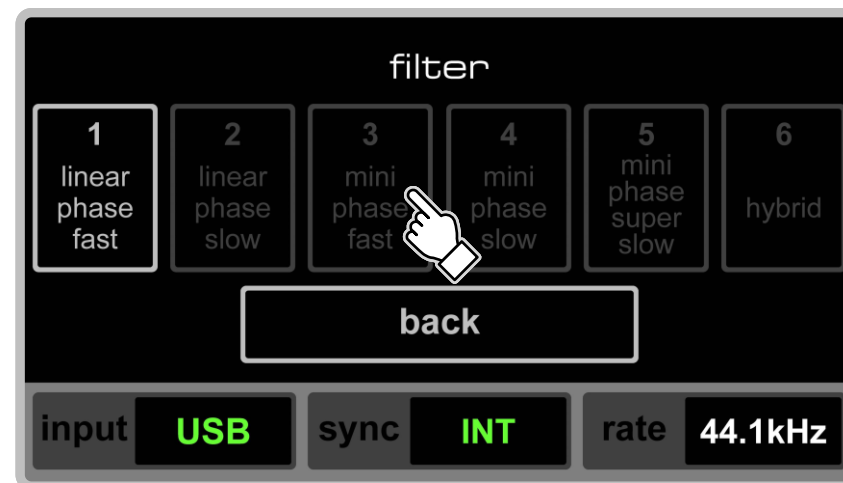 filter
1
linear
phase
fast
2
linear
phase
slow
3
mini
phase
fast
4
mini
phase
slow
5
mini
phase
super
slow
6
hybrid
back
input USB sync INT rate 44.1kHz